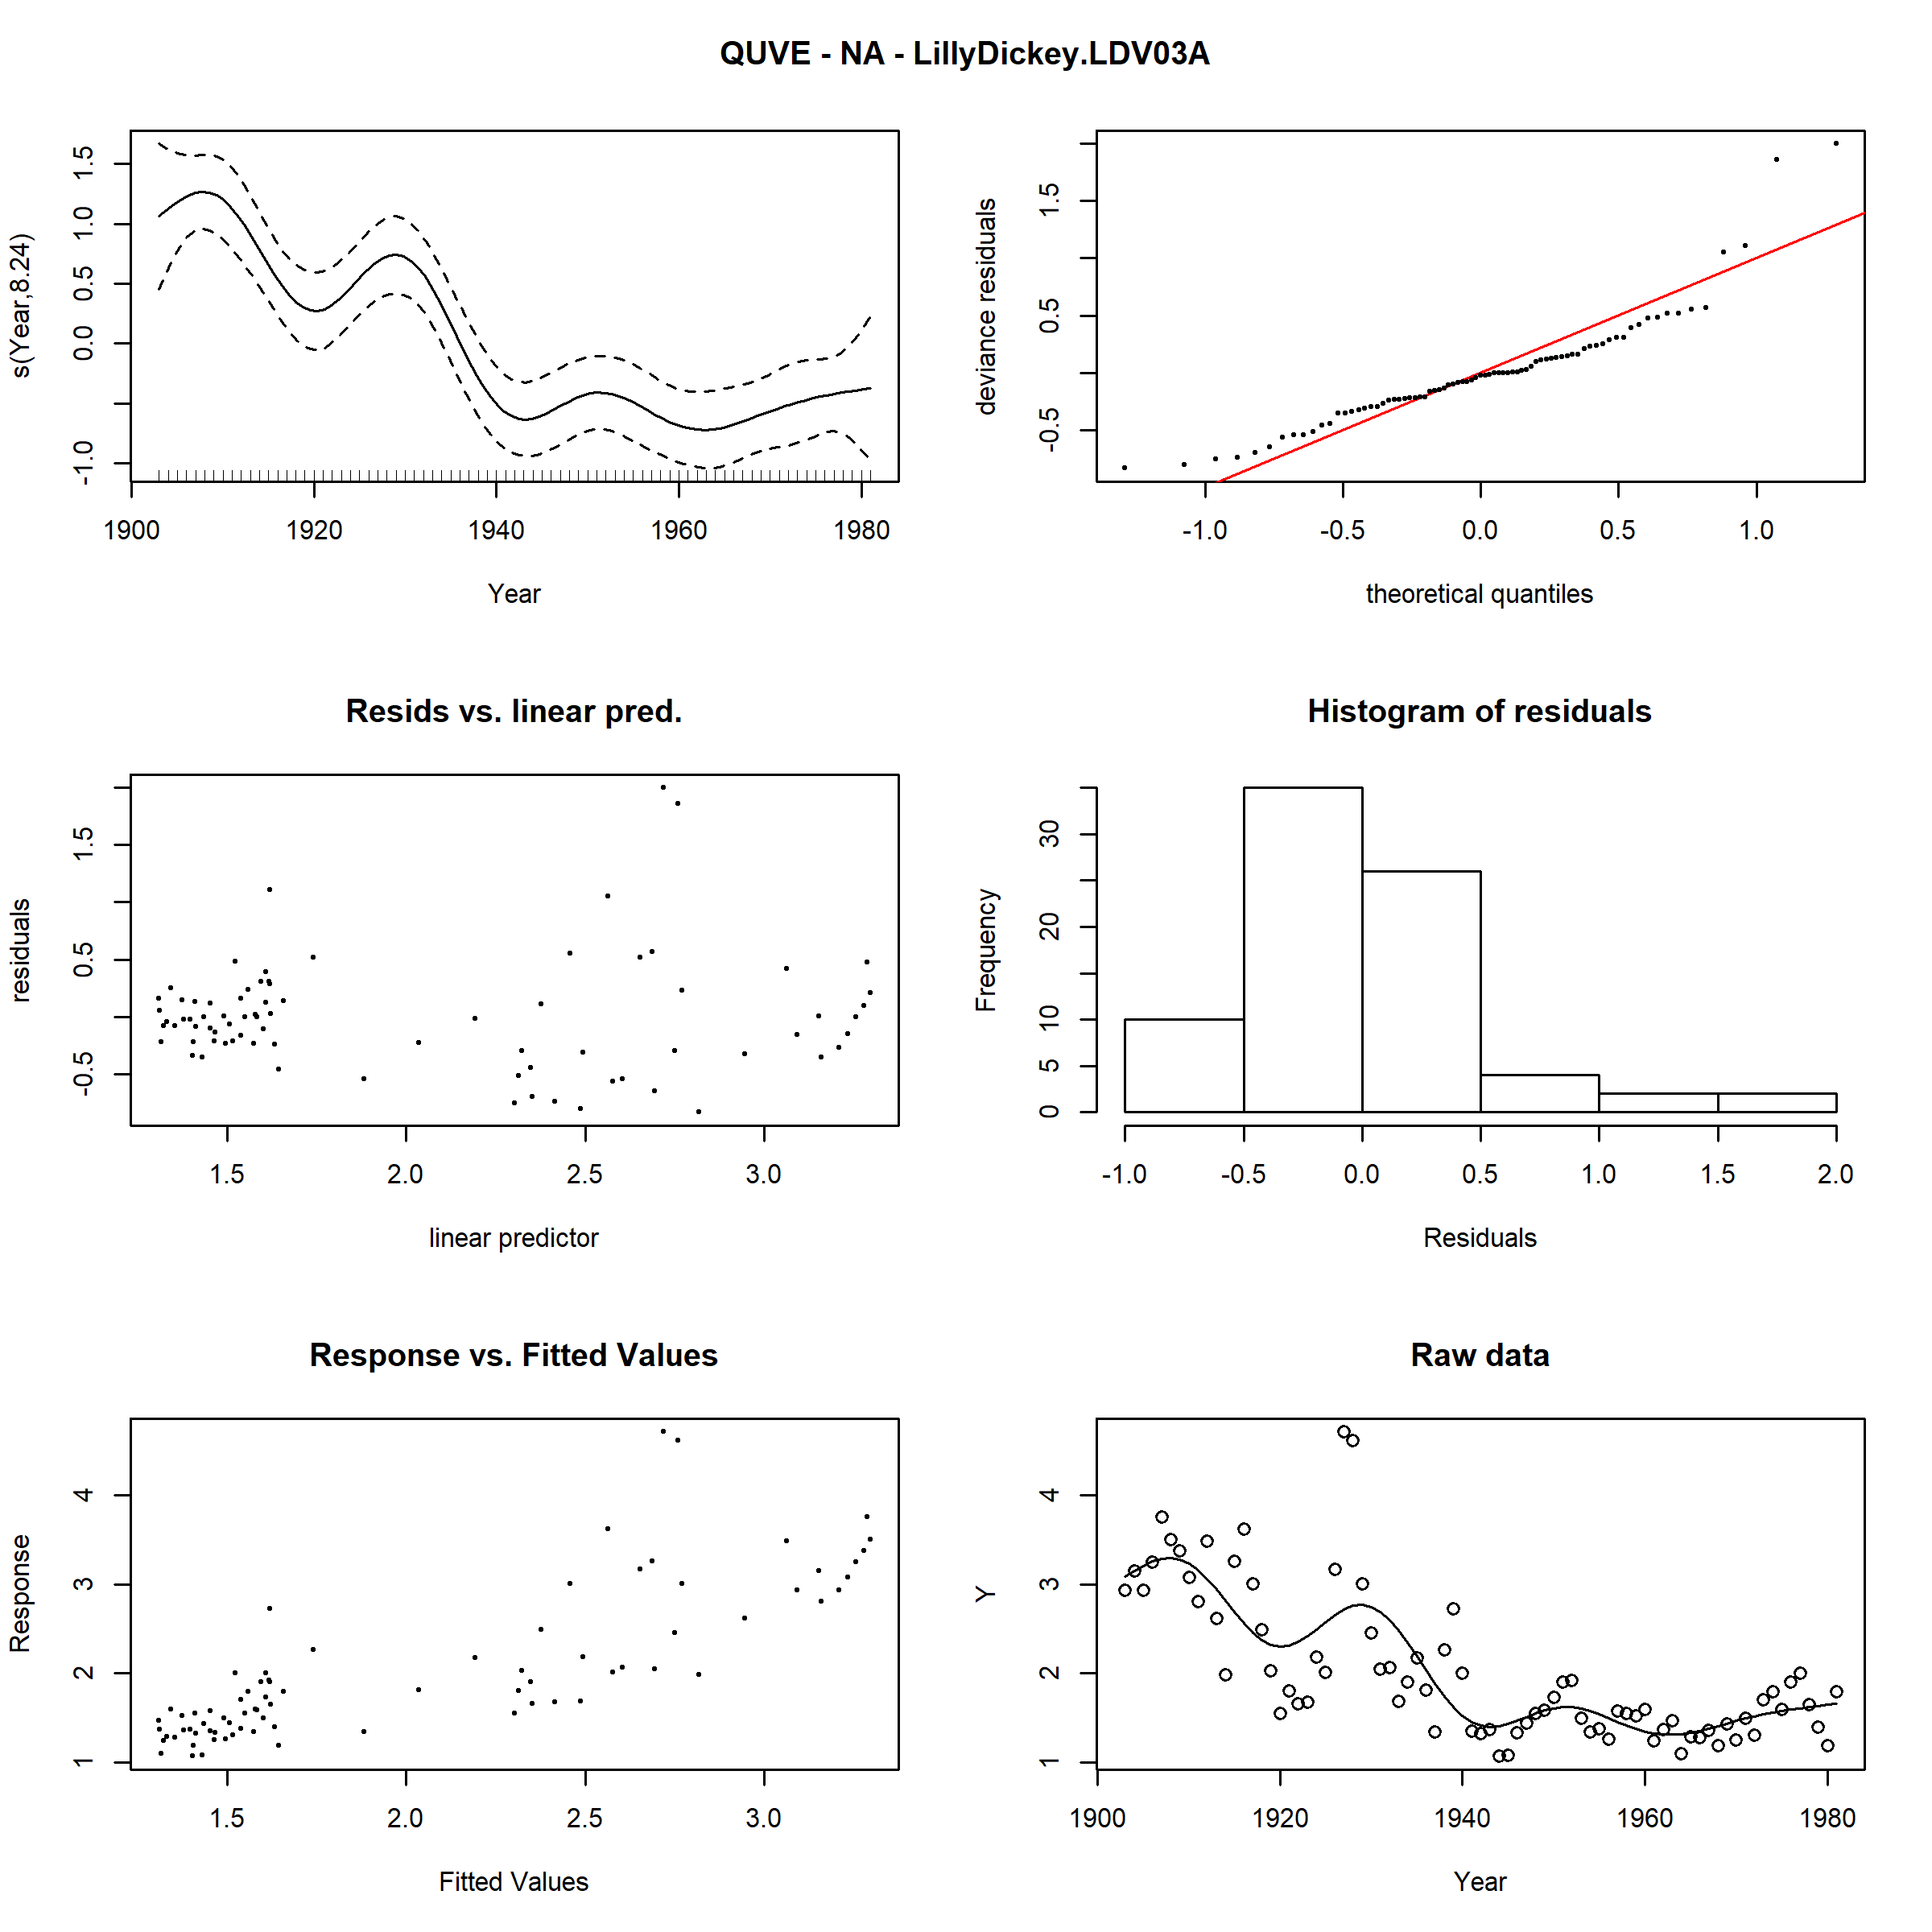 QUVE - NA - LillyDickey.LDV03A
s(Year,8.24)
-1.0 0.0 0.5 1.0 1.5
1900 1920 1940 1960 1980
Year
deviance residuals
-0.5 0.5 1.5
-1.0 -0.5 0.0 0.5 1.0
theoretical quantiles
Resids vs. linear pred.
residuals
-0.5 0.5 1.5
1.5 2.0 2.5 3.0
linear predictor
Histogram of residuals
Frequency
0 5 10 20 30
-1.0 -0.5 0.0 0.5 1.0 1.5 2.0
Residuals
Response vs. Fitted Values
Response
1 2 3 4
1.5 2.0 2.5 3.0
Fitted Values
Raw data
Y
1 2 3 4
1900 1920 1940 1960 1980
Year